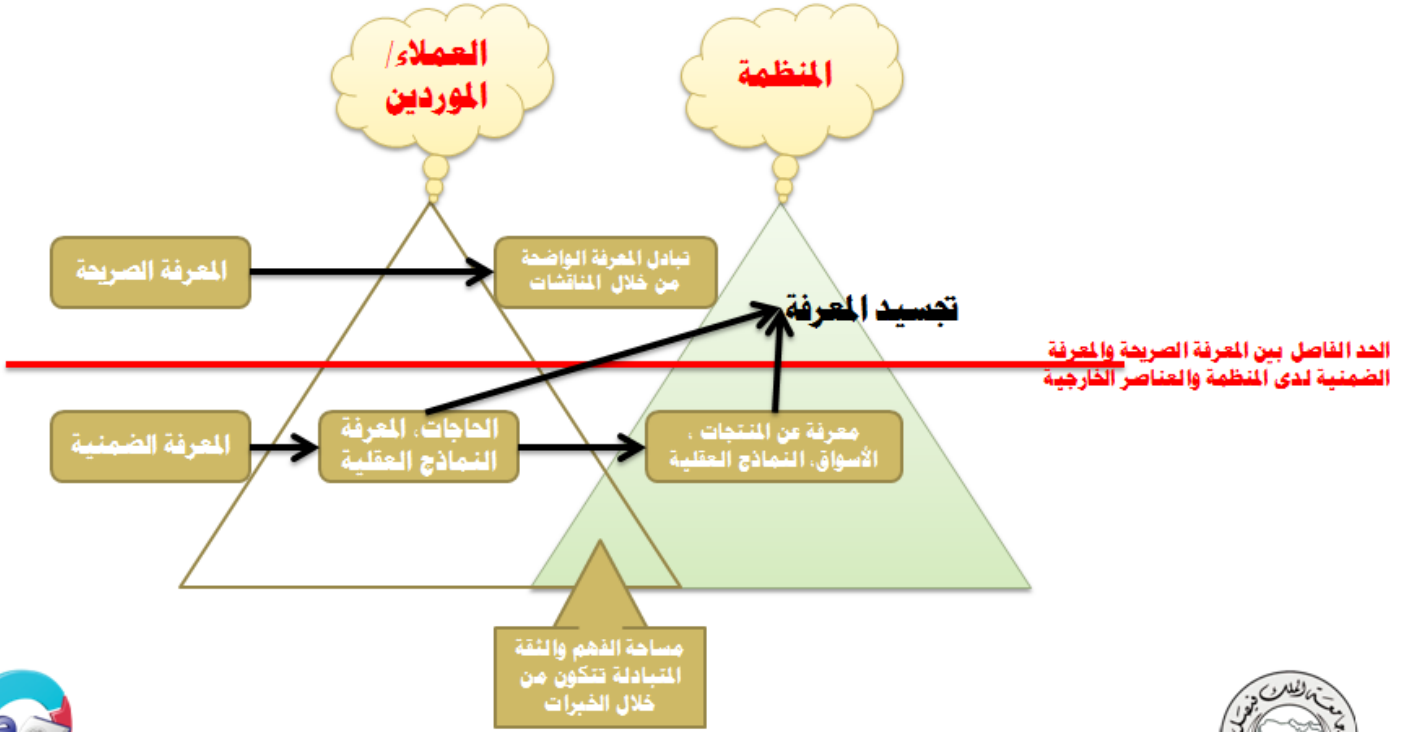 العملاء/
الموردين
المنظمة
المعرفة الصريحة
تبادل المعرفة الواضحة
من خلال المناقشات
تجسيد المعرفة
الحد الفاصل بين المعرفة الصريحة والمعرفة
الضمنية لدى المنظمة والعناصر الخارجية
المعرفة الضمنية
الحاجات، المعرفة
النماذج العقلية
معرفة عن المنتجات ،
الأسواق، النماذج العقلية
مساحة الفهم والثقة
المتبادلة تتكون من
خلال الخبرات